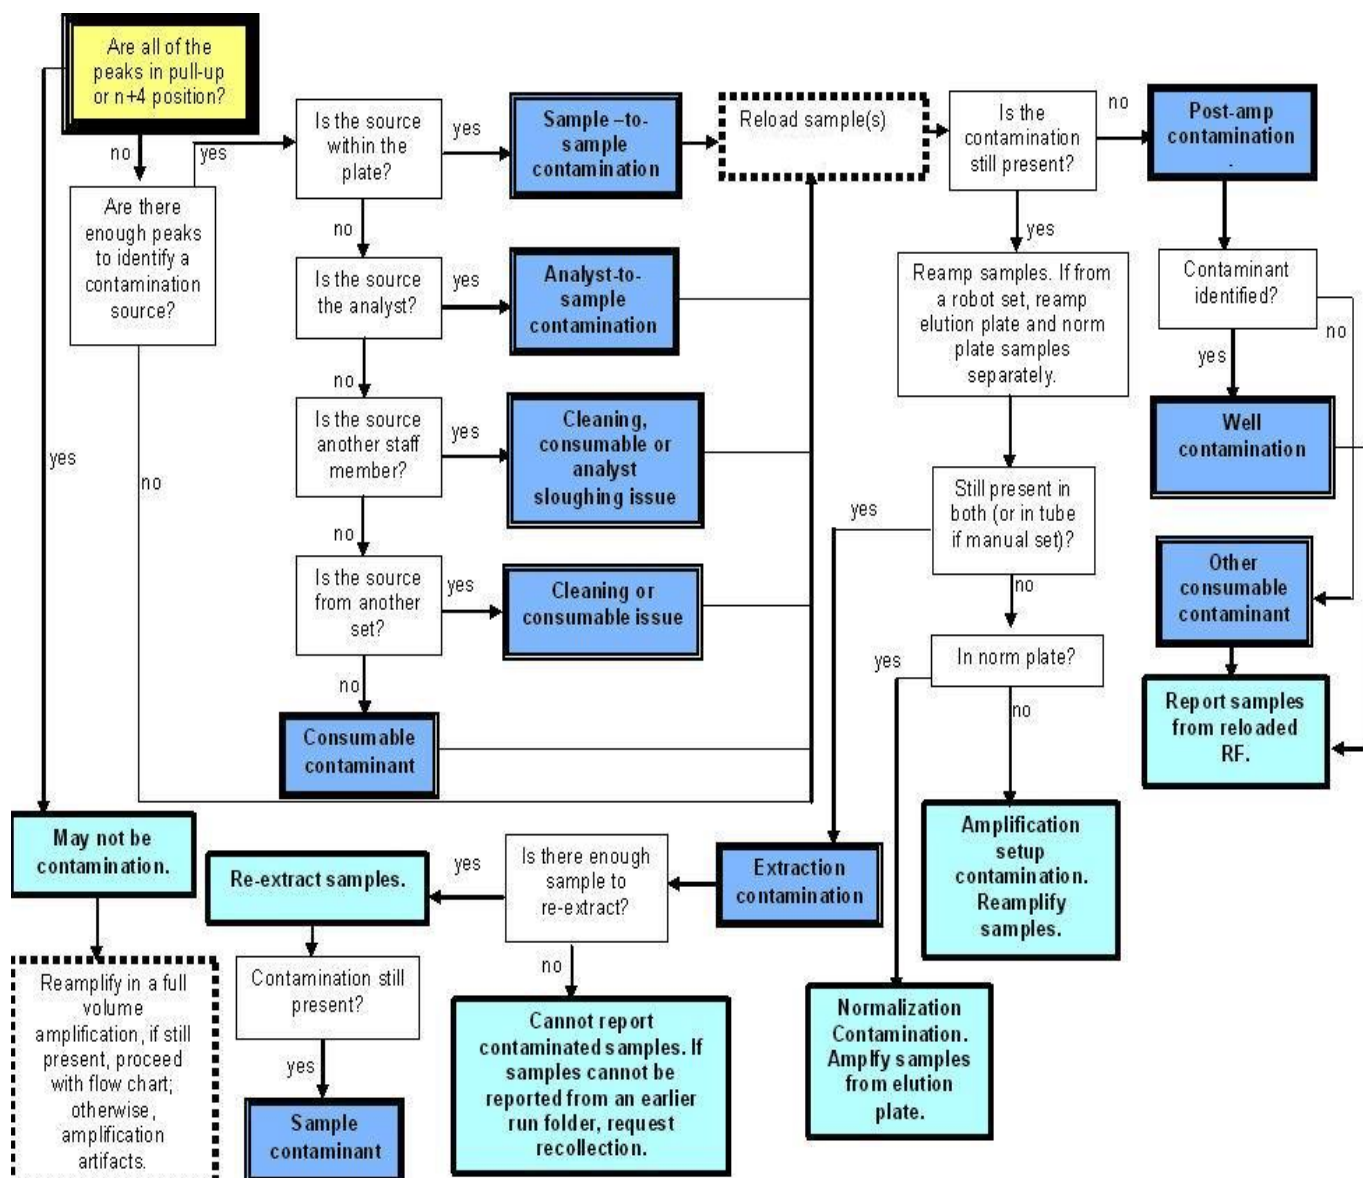 Are all of the
peaks in pull-up
or n+4 position?
no
yes
Is the source
within the
plate?
yes
Sample –to-
sample
contamination
Reload sample(s)
Is the
contamination
still present?
no
Post-amp
contamination
.
Are there
enough peaks
to identify a
contamination
source?
no
yes
Is the source
the analyst?
yes
Analyst-to-
sample
contamination
Reamp samples. If from
a robot set, reamp
elution plate and norm
plate samples
separately.
Contaminant
identified?
no
yes
no
Is the source
another staff
member?
yes
Cleaning,
consumable or
analyst
sloughing issue
Well
contamination
yes
no
Still present in
both (or in tube
if manual set)?
yes
no
Is the source
from another
set?
yes
Cleaning or
consumable issue
no
Other
consumable
contaminant
In norm plate?
yes
no
no
Consumable
contaminant
Report samples
from reloaded
RF.
May not be
contamination.
Re-extract samples.
yes
Is there enough
sample to
re-extract?
Extraction
contamination
Amplification
setup
contamination.
Reamplify
samples.
Reamplify in a full
volume
amplification, if still
present, proceed
with flow chart;
otherwise,
amplification
artifacts.
Contamination still
present?
yes
Sample
contaminant
no
Cannot report
contaminated samples. If
samples cannot be
reported from an earlier
run folder, request
recollection.
Normalization
Contamination.
Amplfy samples
from elution
plate.